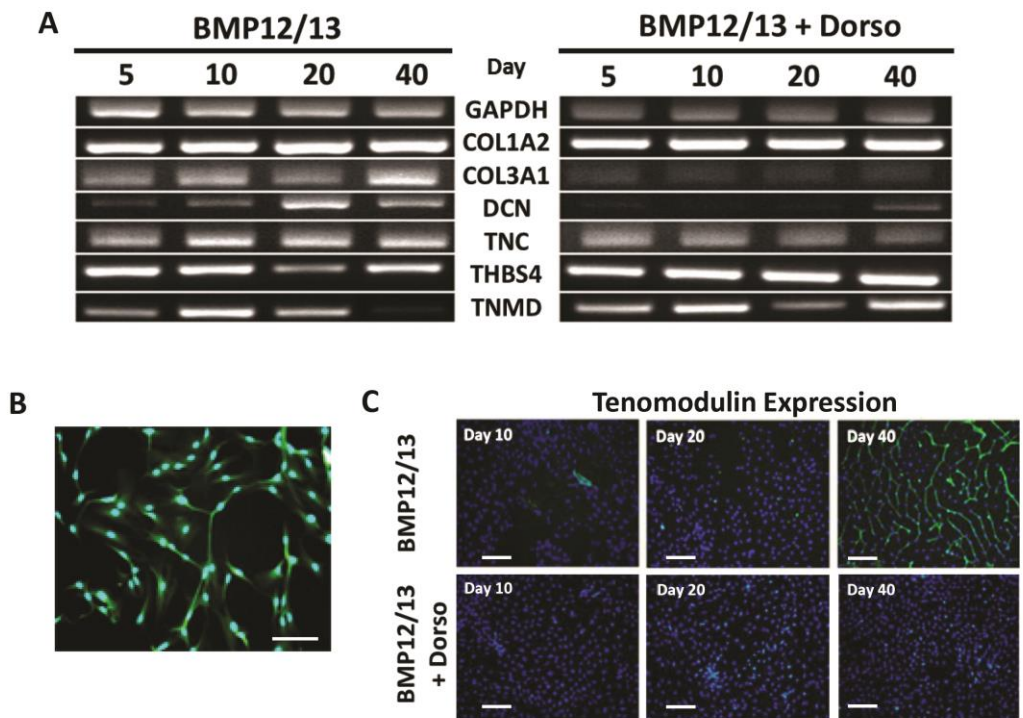 A
BMP12/13
BMP12/13 + Dorso
5 10 20 40 Day 5 10 20 40
GAPDH
COL1A2
COL3A1
DCN
TNC
THBS4
TNMD
B
C
Tenomodulin Expression
BMP12/13
Day 10
Day 20
Day 40
BMP12/13
+ Dorso
Day 10
Day 20
Day 40